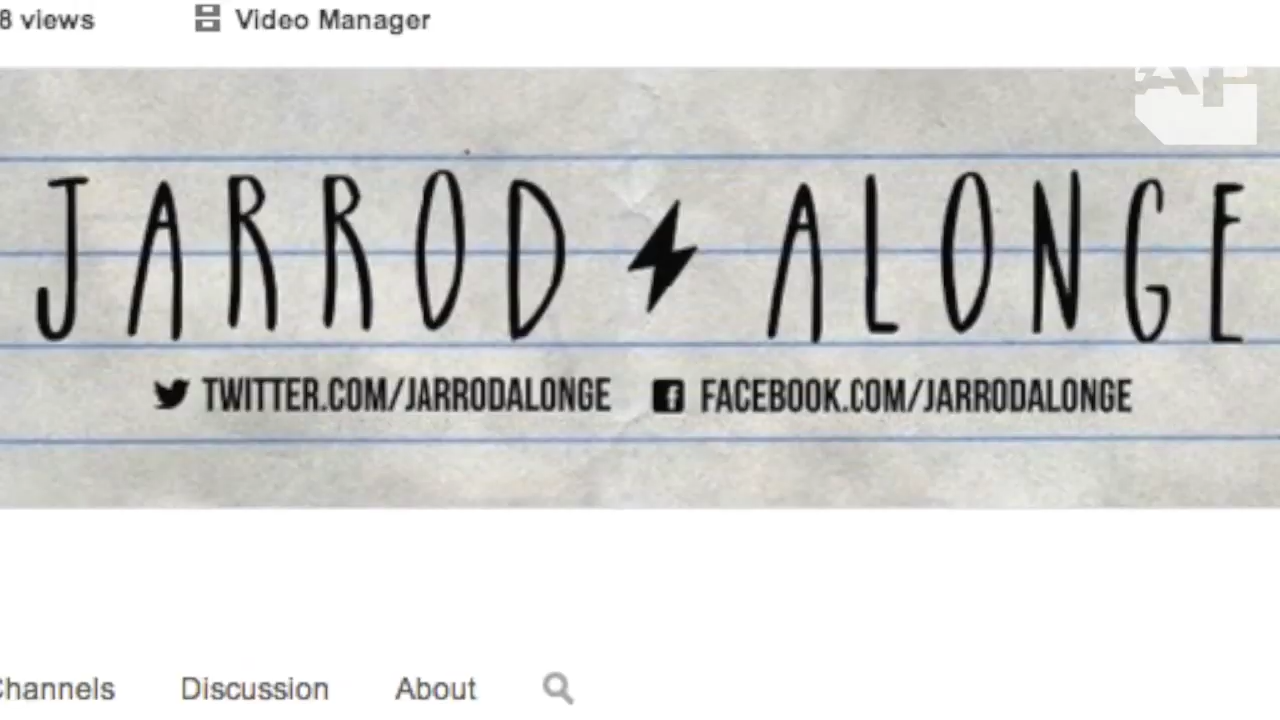 8 views Video Manager
JARROD ALONGE
TWITTER.COM/JARRODALONGE FACEBOOK.COM/JARRODALONGE
Channels Discussion About